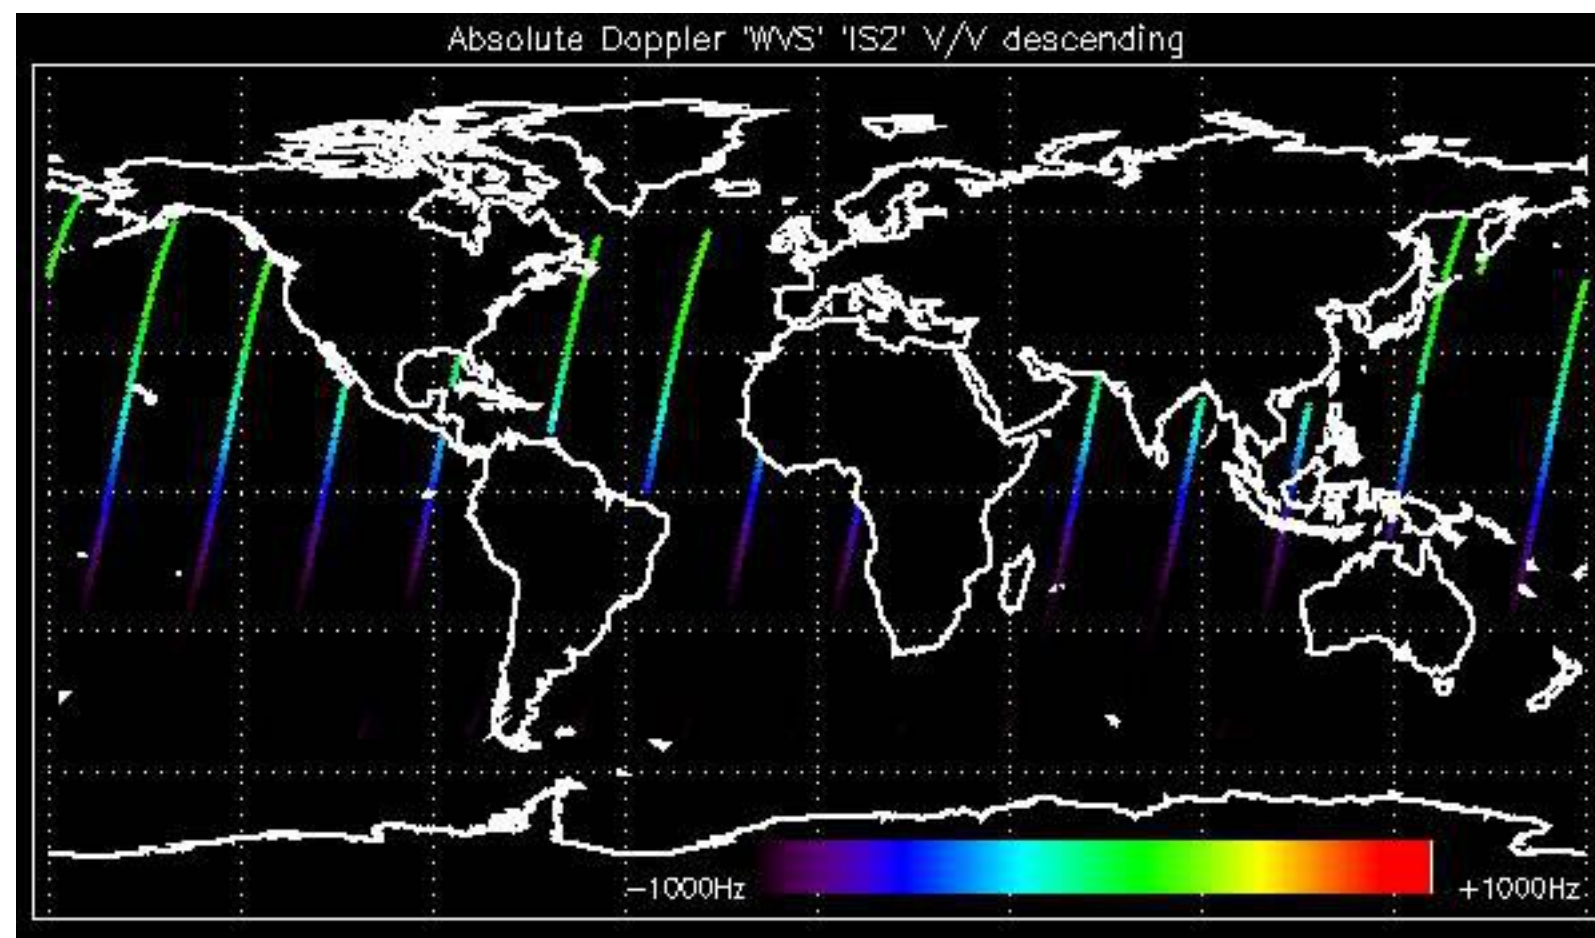 Absolute Doppler 'WVS' 'IS2' V/V descending
−1000Hz
+1000Hz